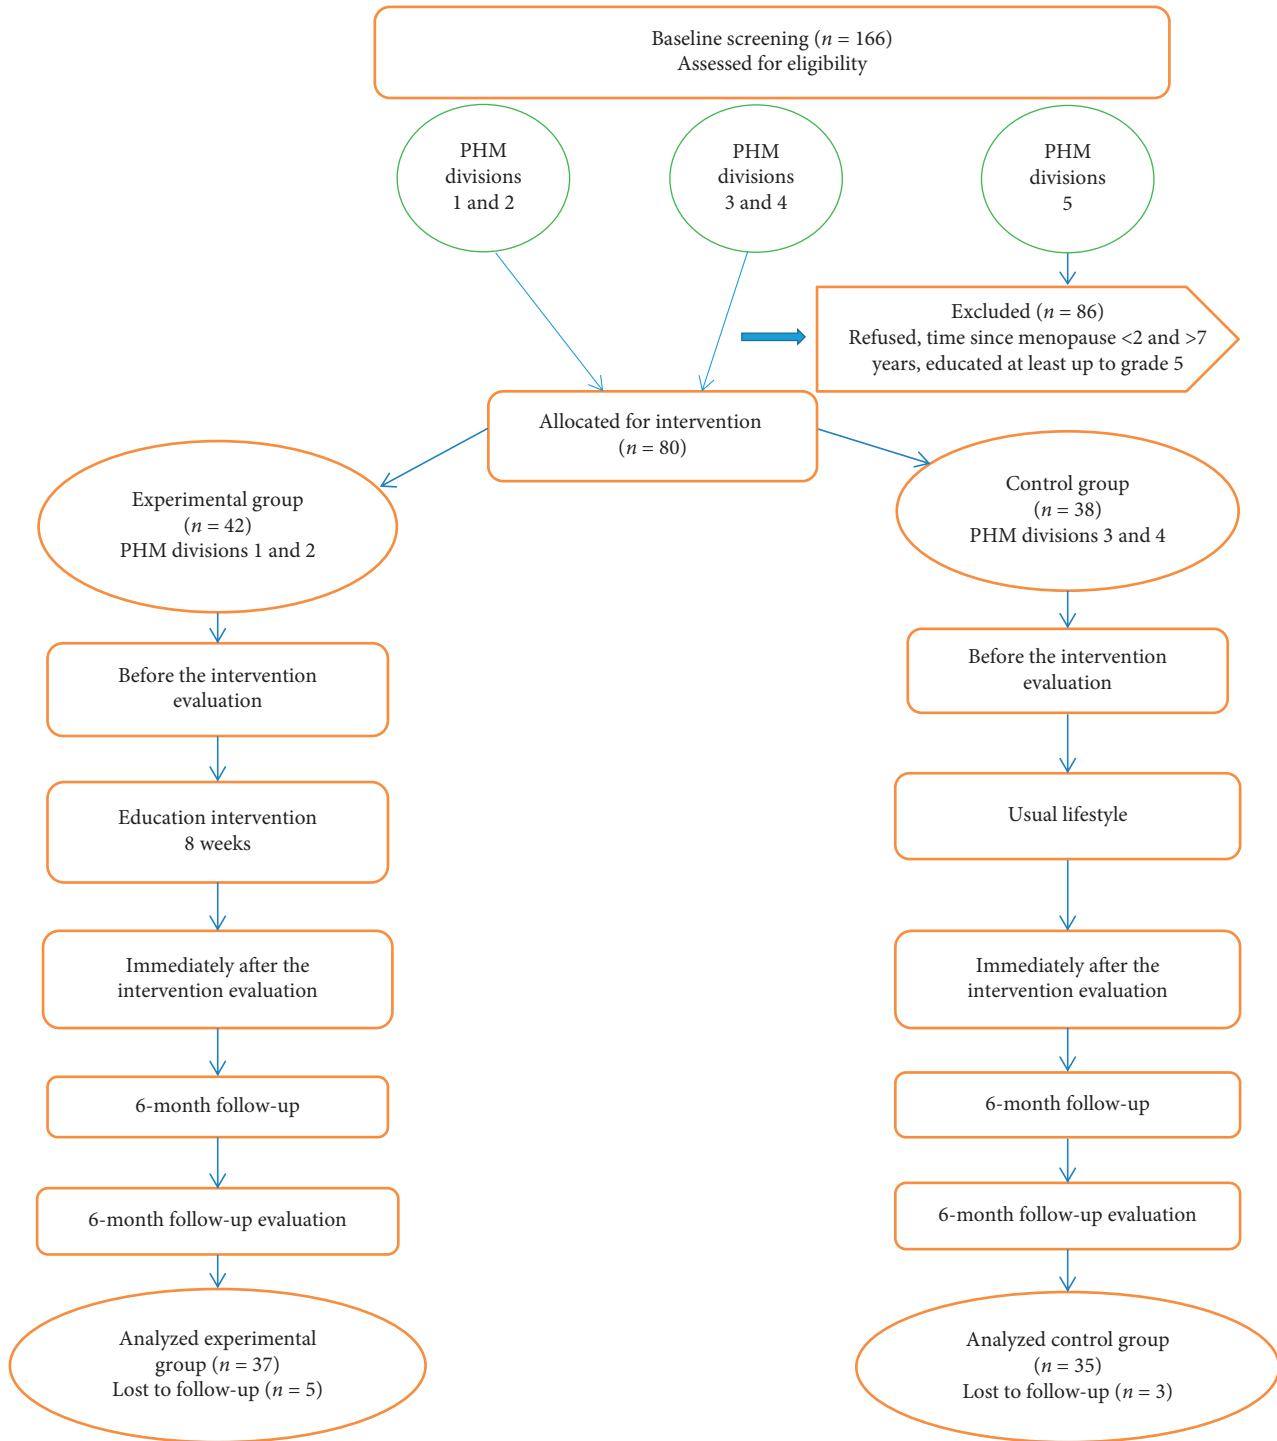 Baseline screening (n = 166)
Assessed for eligibility
PHM
divisions
1 and 2
PHM
divisions
3 and 4
PHM
divisions
5
Excluded (n = 86)
Refused, time since menopause <2 and >7
years, educated at least up to grade 5
Allocated for intervention
(n = 80)
Experimental group
(n = 42)
PHM divisions 1 and 2
Control group
(n = 38)
PHM divisions 3 and 4
Before the intervention
evaluation
Before the intervention
evaluation
Education intervention
8 weeks
Usual lifestyle
Immediately after the
intervention evaluation
Immediately after the
intervention evaluation
6-month follow-up
6-month follow-up
6-month follow-up evaluation
6-month follow-up evaluation
Analyzed experimental
group (n = 37)
Lost to follow-up (n = 5)
Analyzed control group
(n = 35)
Lost to follow-up (n = 3)